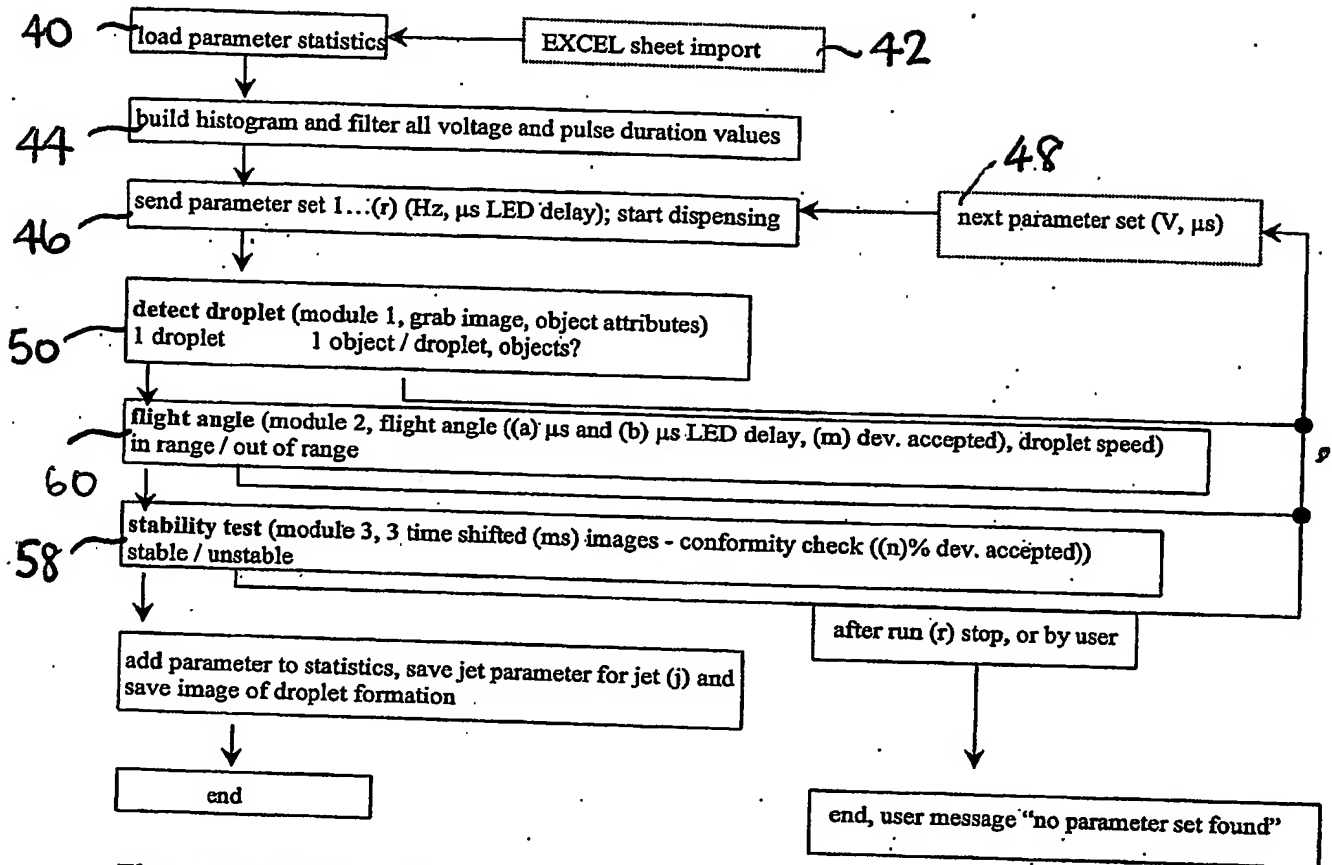 40
load parameter statistics
EXCEL sheet import
42
44
build histogram and filter all voltage and pulse duration values
48
46
send parameter set 1...(r) (Hz, µs LED delay); start dispensing
next parameter set (V, µs)
50
detect droplet (module 1, grab image, object attributes)
1 droplet 1 object / droplet, objects?
60
flight angle (module 2, flight angle ((a) µs and (b) µs LED delay, (m) dev. accepted), droplet speed)
in range / out of range
58
stability test (module 3, 3 time shifted (ms) images - conformity check ((n)% dev. accepted))
stable / unstable
after run (r) stop, or by user
add parameter to statistics, save jet parameter for jet (j) and
save image of droplet formation
end
end, user message "no parameter set found"